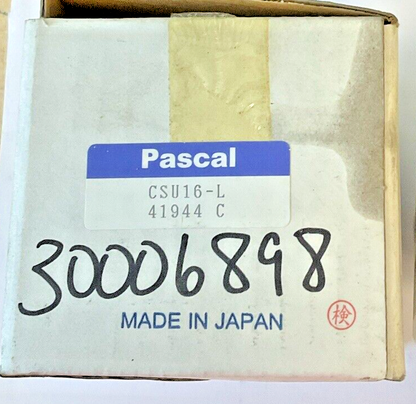 Pascal
CSU16-L
41944 C
30006898
MADE IN JAPAN
検